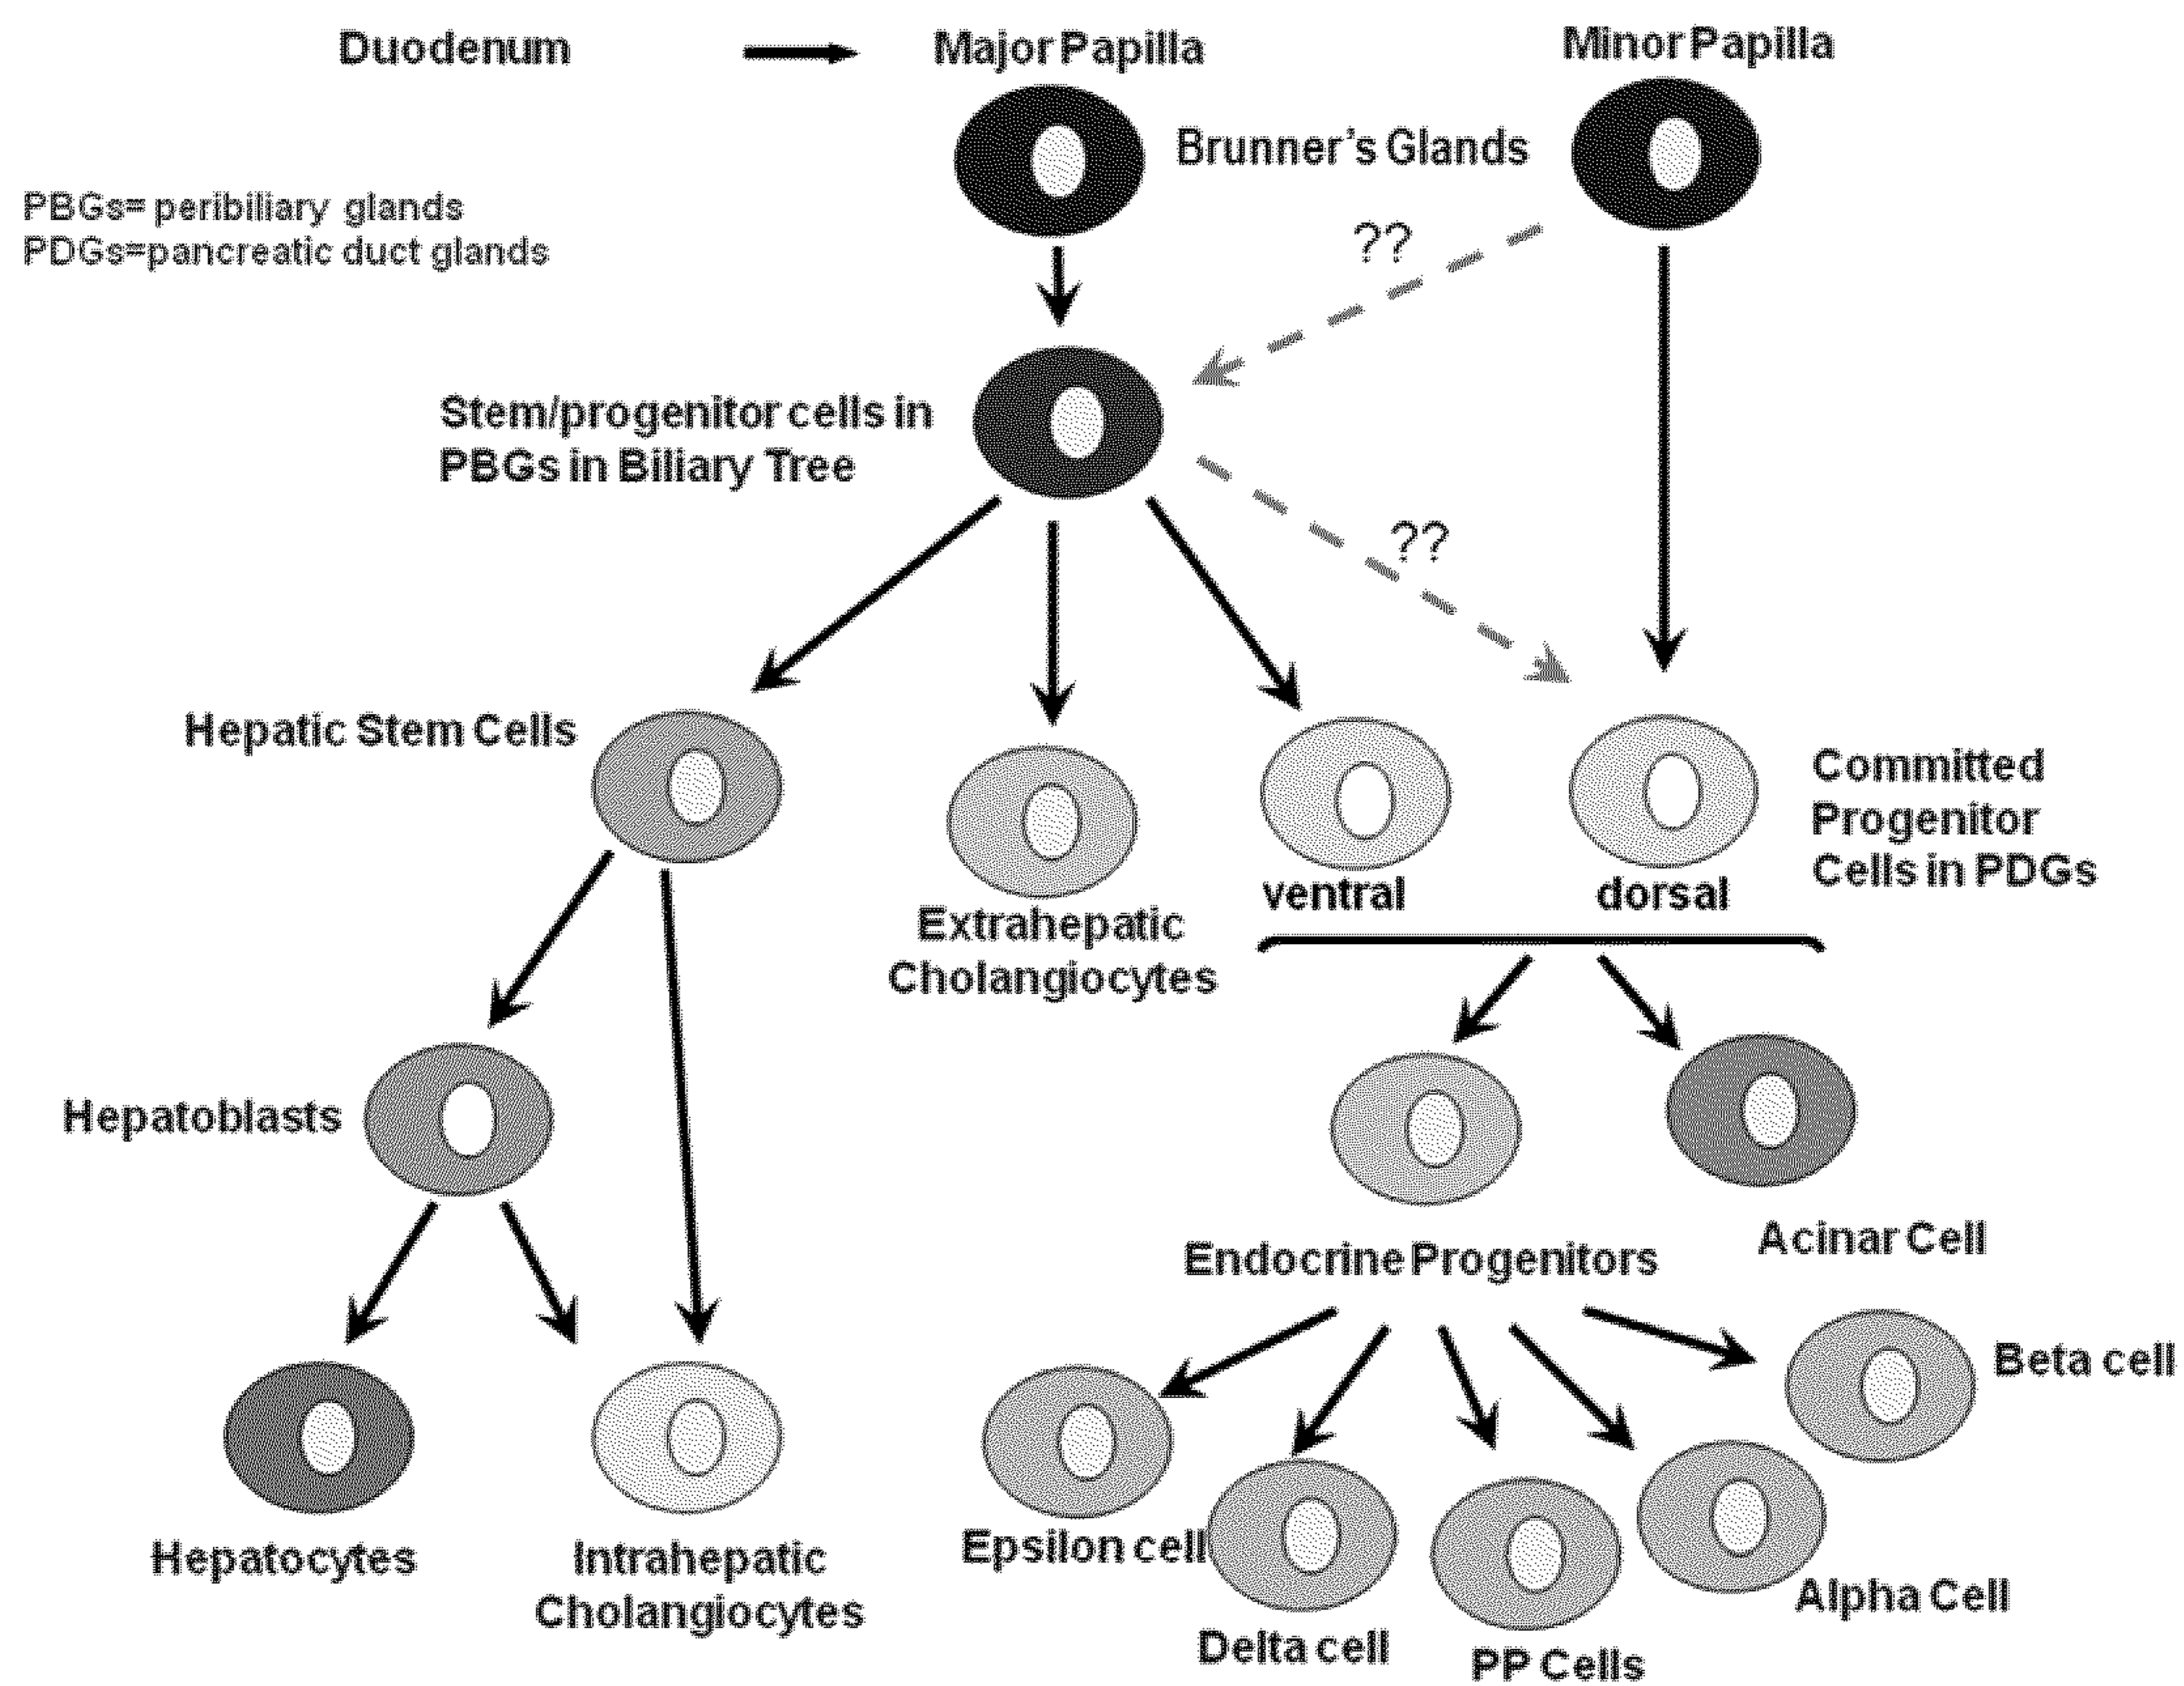 Duodenum
Major Papilla
Minor Papilla
Brunner's Glands
PBGs= peribiliary glands
PDGs=pancreatic duct glands
??
Stem/progenitor cells in
PBGs in Biliary Tree
??
Hepatic Stem Cells
Committed
Progenitor
Cells in PDGs
ventral
dorsal
Extrahepatic
Cholangiocytes
Hepatoblasts
Acinar Cell
Endocrine Progenitors
Beta cell
Epsilon cell
Hepatocytes
Intrahepatic
Cholangiocytes
Alpha Cell
Delta cell
PP Cells